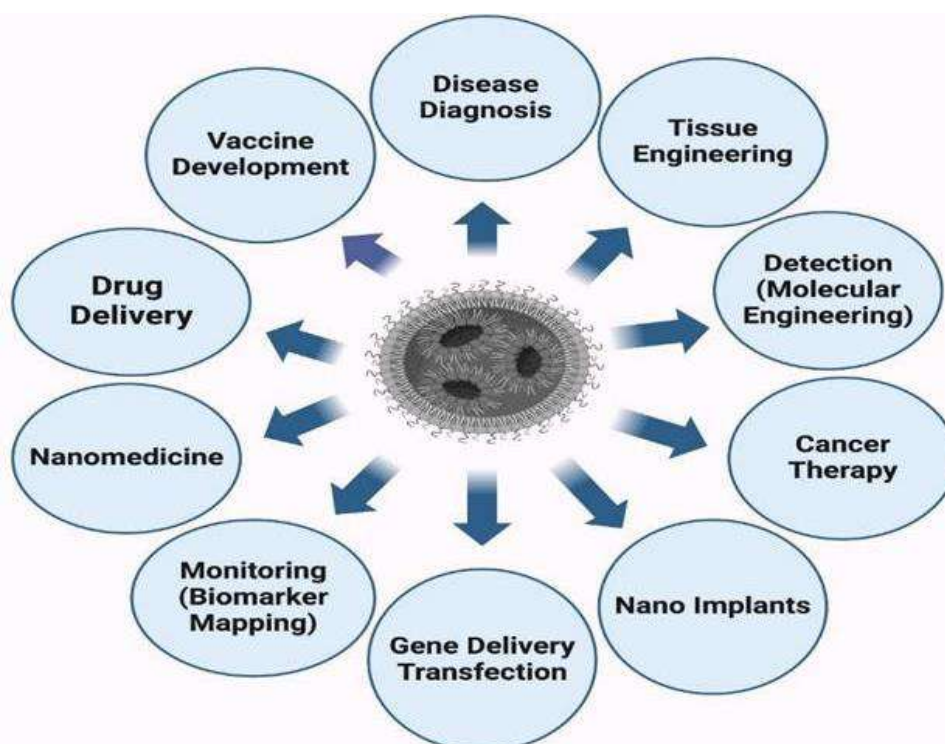 Disease
Diagnosis
Tissue
Engineering
Detection
(Molecular
Engineering)
Cancer
Therapy
Nano Implants
Gene Delivery
Transfection
Monitoring
(Biomarker
Mapping)
Nanomedicine
Drug
Delivery
Vaccine
Development